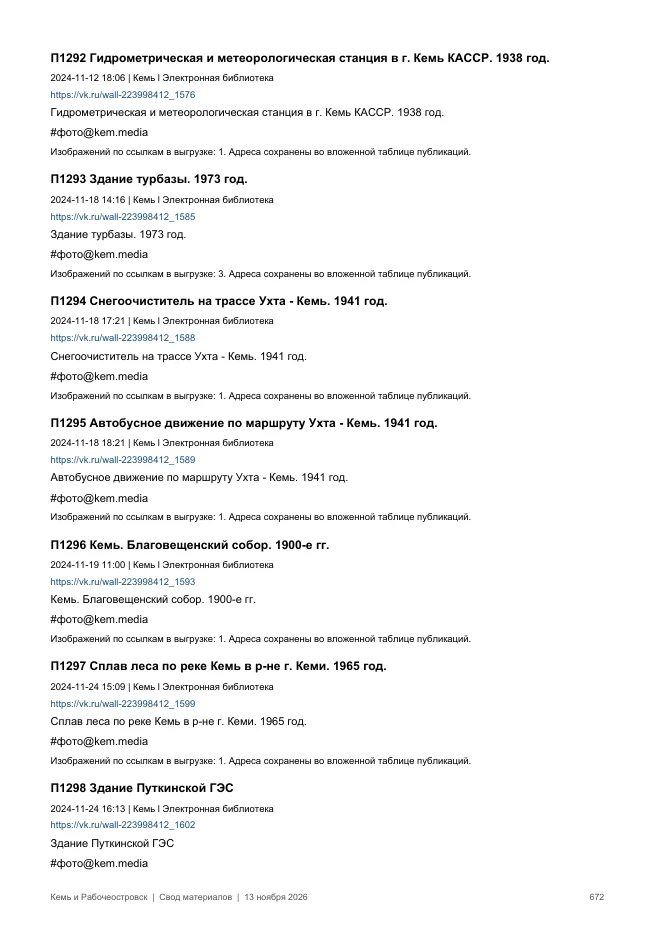 П1292 Гидрометрическая и метеорологическая станция в г. Кемь КАССР. 1938 год.
2024-11-12 18:06 | Кемь I Электронная библиотека
https://vk.ru/wall-223998412_1576
Гидрометрическая и метеорологическая станция в г. Кемь КАССР. 1938 год.
#фото@kem.media
Изображений по ссылкам в выгрузке: 1. Адреса сохранены во вложенной таблице публикаций.
П1293 Здание турбазы. 1973 год.
2024-11-18 14:16 | Кемь I Электронная библиотека
https://vk.ru/wall-223998412_1585
Здание турбазы. 1973 год.
#фото@kem.media
Изображений по ссылкам в выгрузке: 3. Адреса сохранены во вложенной таблице публикаций.
П1294 Снегоочиститель на трассе Ухта - Кемь. 1941 год.
2024-11-18 17:21 | Кемь I Электронная библиотека
https://vk.ru/wall-223998412_1588
Снегоочиститель на трассе Ухта - Кемь. 1941 год.
#фото@kem.media
Изображений по ссылкам в выгрузке: 1. Адреса сохранены во вложенной таблице публикаций.
П1295 Автобусное движение по маршруту Ухта - Кемь. 1941 год.
2024-11-18 18:21 | Кемь I Электронная библиотека
https://vk.ru/wall-223998412_1589
Автобусное движение по маршруту Ухта - Кемь. 1941 год.
#фото@kem.media
Изображений по ссылкам в выгрузке: 1. Адреса сохранены во вложенной таблице публикаций.
П1296 Кемь. Благовещенский собор. 1900-е гг.
2024-11-19 11:00 | Кемь I Электронная библиотека
https://vk.ru/wall-223998412_1593
Кемь. Благовещенский собор. 1900-е гг.
#фото@kem.media
Изображений по ссылкам в выгрузке: 1. Адреса сохранены во вложенной таблице публикаций.
П1297 Сплав леса по реке Кемь в р-не г. Кеми. 1965 год.
2024-11-24 15:09 | Кемь I Электронная библиотека
https://vk.ru/wall-223998412_1599
Сплав леса по реке Кемь в р-не г. Кеми. 1965 год.
#фото@kem.media
Изображений по ссылкам в выгрузке: 1. Адреса сохранены во вложенной таблице публикаций.
П1298 Здание Путкинской ГЭС
2024-11-24 16:13 | Кемь I Электронная библиотека
https://vk.ru/wall-223998412_1602
Здание Путкинской ГЭС
#фото@kem.media
Кемь и Рабочеостровск | Свод материалов | 13 ноября 2026 672